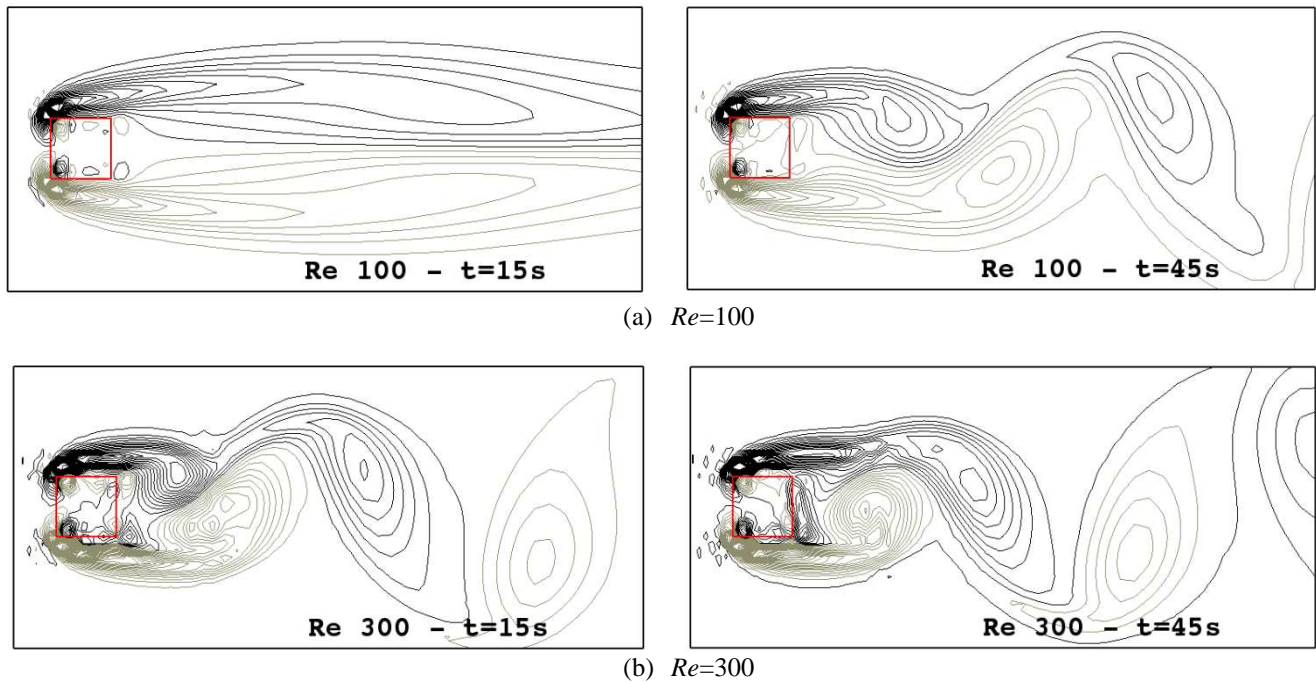 Re 100 - t=15s
Re 100 - t=45s
(a) Re=100
Re 300 - t=15s
Re 300 - t=45s
(b) Re=300